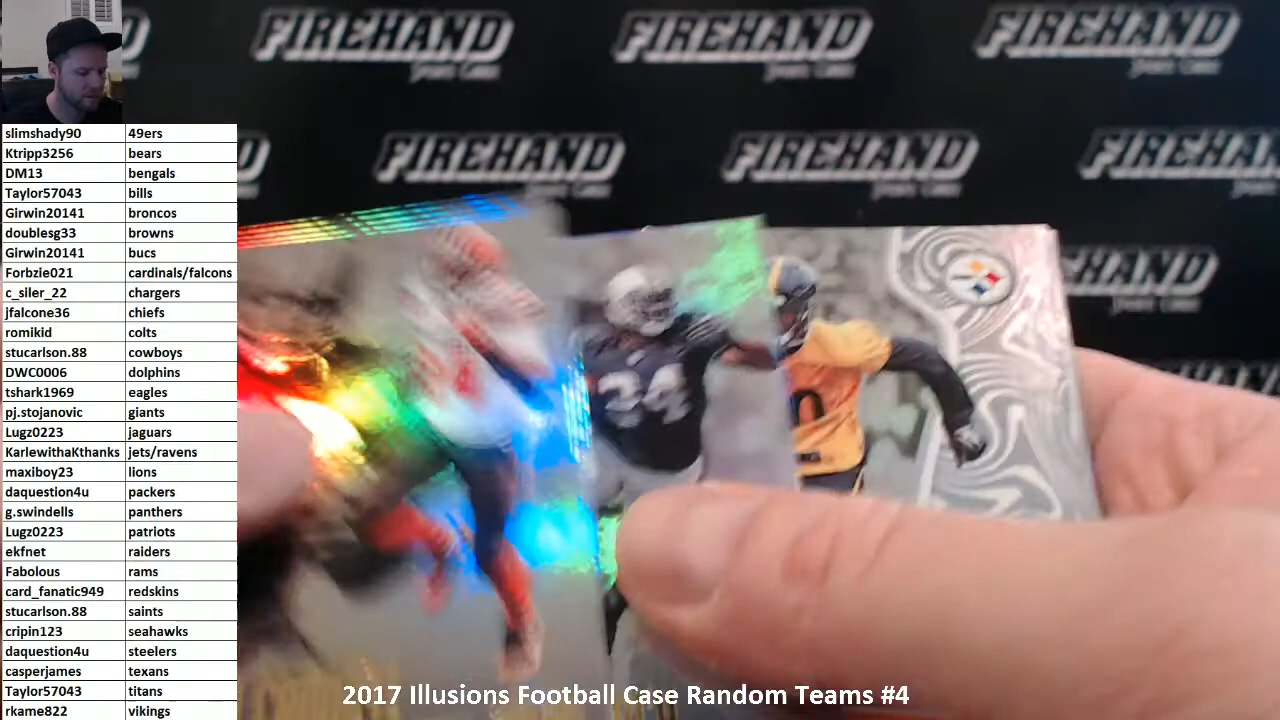 FIREHAND FIREHAND FIREHAND
FIREHAND FIREHAND FIREHAND
HAND
slimshady90 49ers
Ktripp3256 bears
DM13 bengals
Taylor57043 bills
Girwin20141 broncos
doublesg33 browns
Girwin20141 bucs
Forbzie021 cardinals/falcons
c_siler_22 chargers
jfalcone36 chiefs
romikid colts
stucarlson.88 cowboys
DWC0006 dolphins
tshark1969 eagles
pj.stojanovic giants
Lugz0223 jaguars
KarlewithaKthanks jets/ravens
maxiboy23 lions
daquestion4u packers
g.swindells panthers
Lugz0223 patriots
ekfnet raiders
Fabolous rams
card_fanatic949 redskins
stucarlson.88 saints
cripin123 seahawks
daquestion4u steelers
casperjames texans
Taylor57043 titans
rkame822 vikings
34
2017 Illusions Football Case Random Teams #4